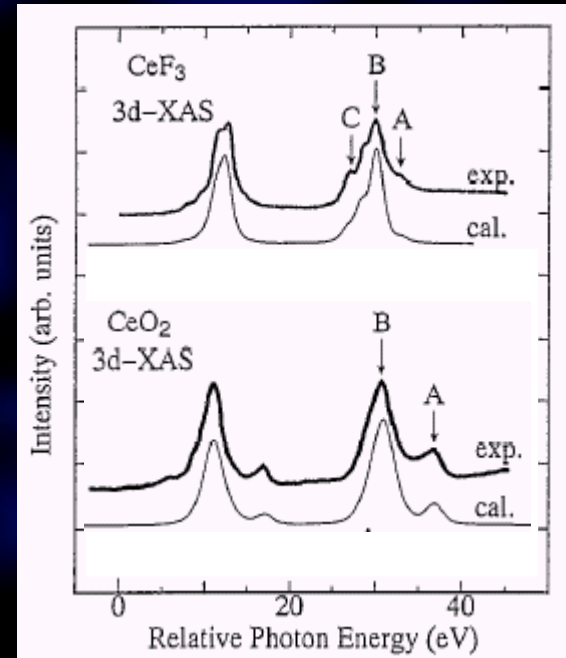 CeF₃
3d-XAS
B
C
A
exp.
cal.
CeO₂
3d-XAS
B
A
exp.
cal.
Intensity (arb. units)
0
20
40
Relative Photon Energy (eV)